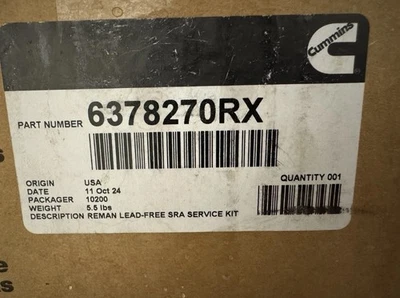 Cummins
PART NUMBER 6378270RX
ORIGIN USA
DATE 11 Oct 24
PACKAGER 10200
WEIGHT 5.5 lbs
DESCRIPTION REMAN LEAD-FREE SRA SERVICE KIT
QUANTITY 001
s
e
ts